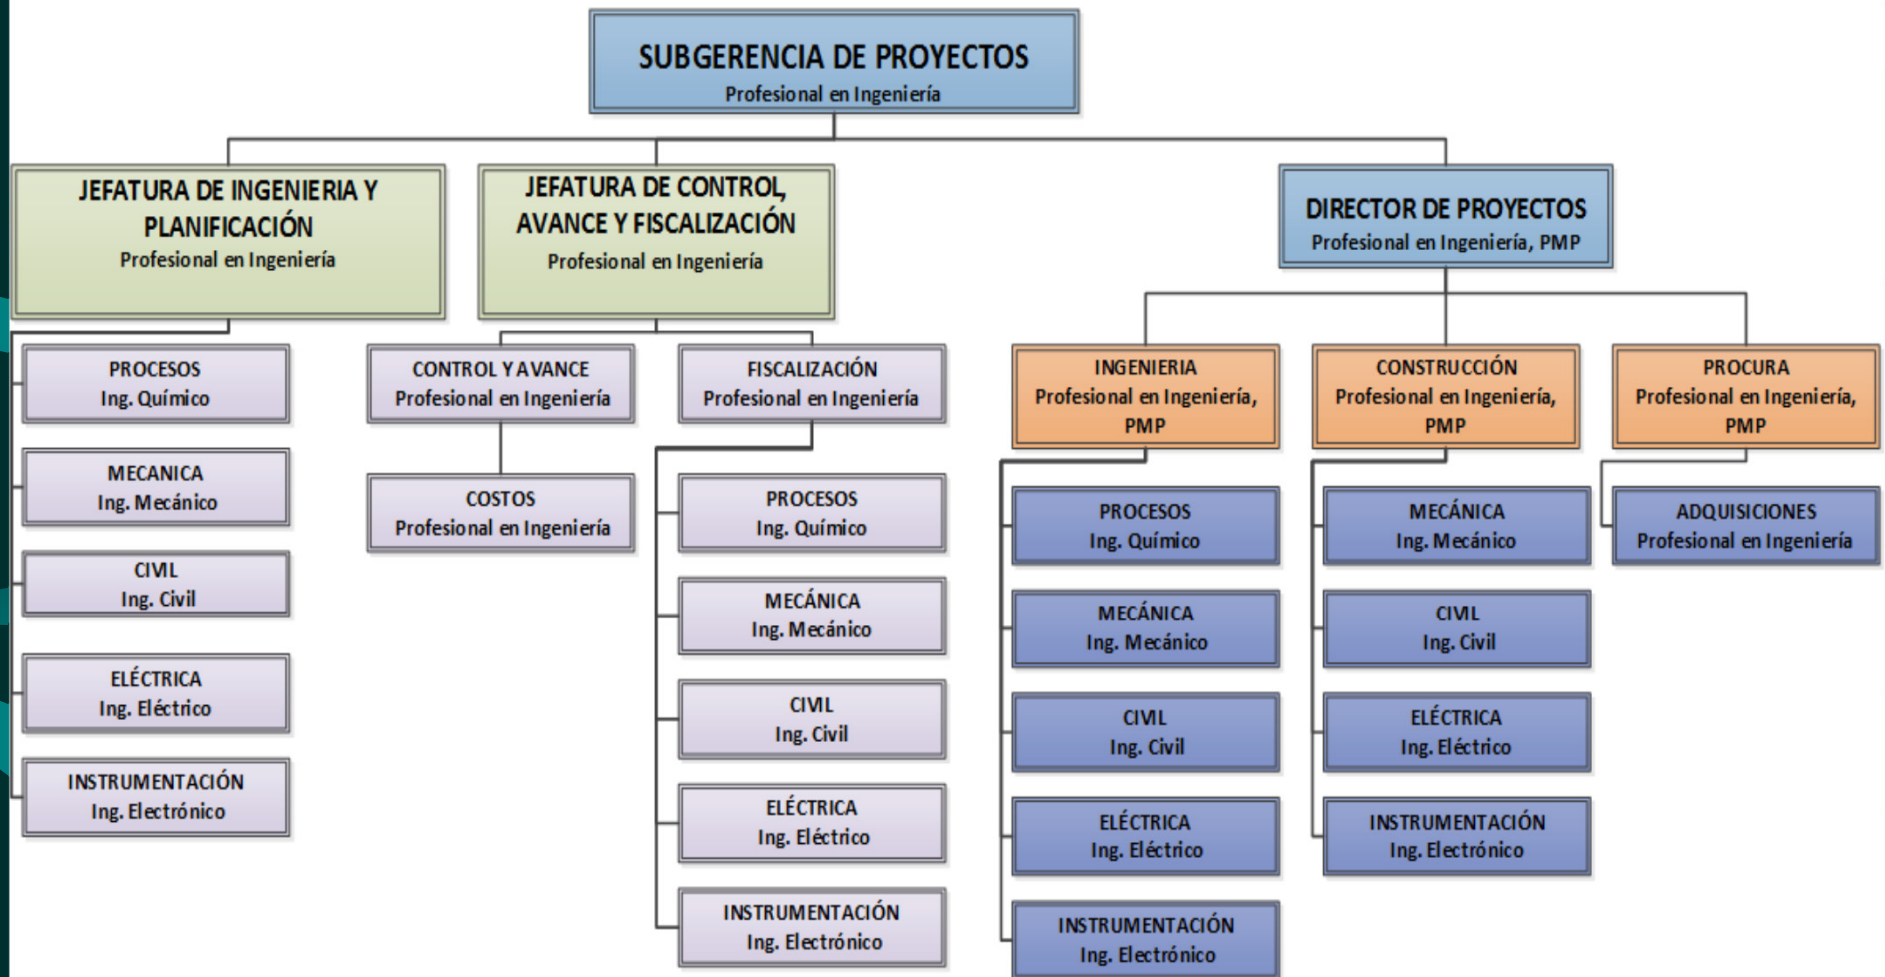 SUBGERENCIA DE PROYECTOS
Profesional en Ingeniería
JEFATURA DE INGENIERIA Y
PLANIFICACIÓN
Profesional en Ingeniería
JEFATURA DE CONTROL,
AVANCE Y FISCALIZACIÓN
Profesional en Ingeniería
DIRECTOR DE PROYECTOS
Profesional en Ingeniería, PMP
PROCESOS
Ing. Químico
MECANICA
Ing. Mecánico
CIVIL
Ing. Civil
ELÉCTRICA
Ing. Eléctrico
INSTRUMENTACIÓN
Ing. Electrónico
CONTROL Y AVANCE
Profesional en Ingeniería
COSTOS
Profesional en Ingeniería
FISCALIZACIÓN
Profesional en Ingeniería
PROCESOS
Ing. Químico
MECÁNICA
Ing. Mecánico
CIVIL
Ing. Civil
ELÉCTRICA
Ing. Eléctrico
INSTRUMENTACIÓN
Ing. Electrónico
INGENIERIA
Profesional en Ingeniería,
PMP
PROCESOS
Ing. Químico
MECÁNICA
Ing. Mecánico
CIVIL
Ing. Civil
ELÉCTRICA
Ing. Eléctrico
INSTRUMENTACIÓN
Ing. Electrónico
CONSTRUCCIÓN
Profesional en Ingeniería,
PMP
MECÁNICA
Ing. Mecánico
CIVIL
Ing. Civil
ELÉCTRICA
Ing. Eléctrico
INSTRUMENTACIÓN
Ing. Electrónico
PROCURA
Profesional en Ingeniería,
PMP
ADQUISICIONES
Profesional en Ingeniería